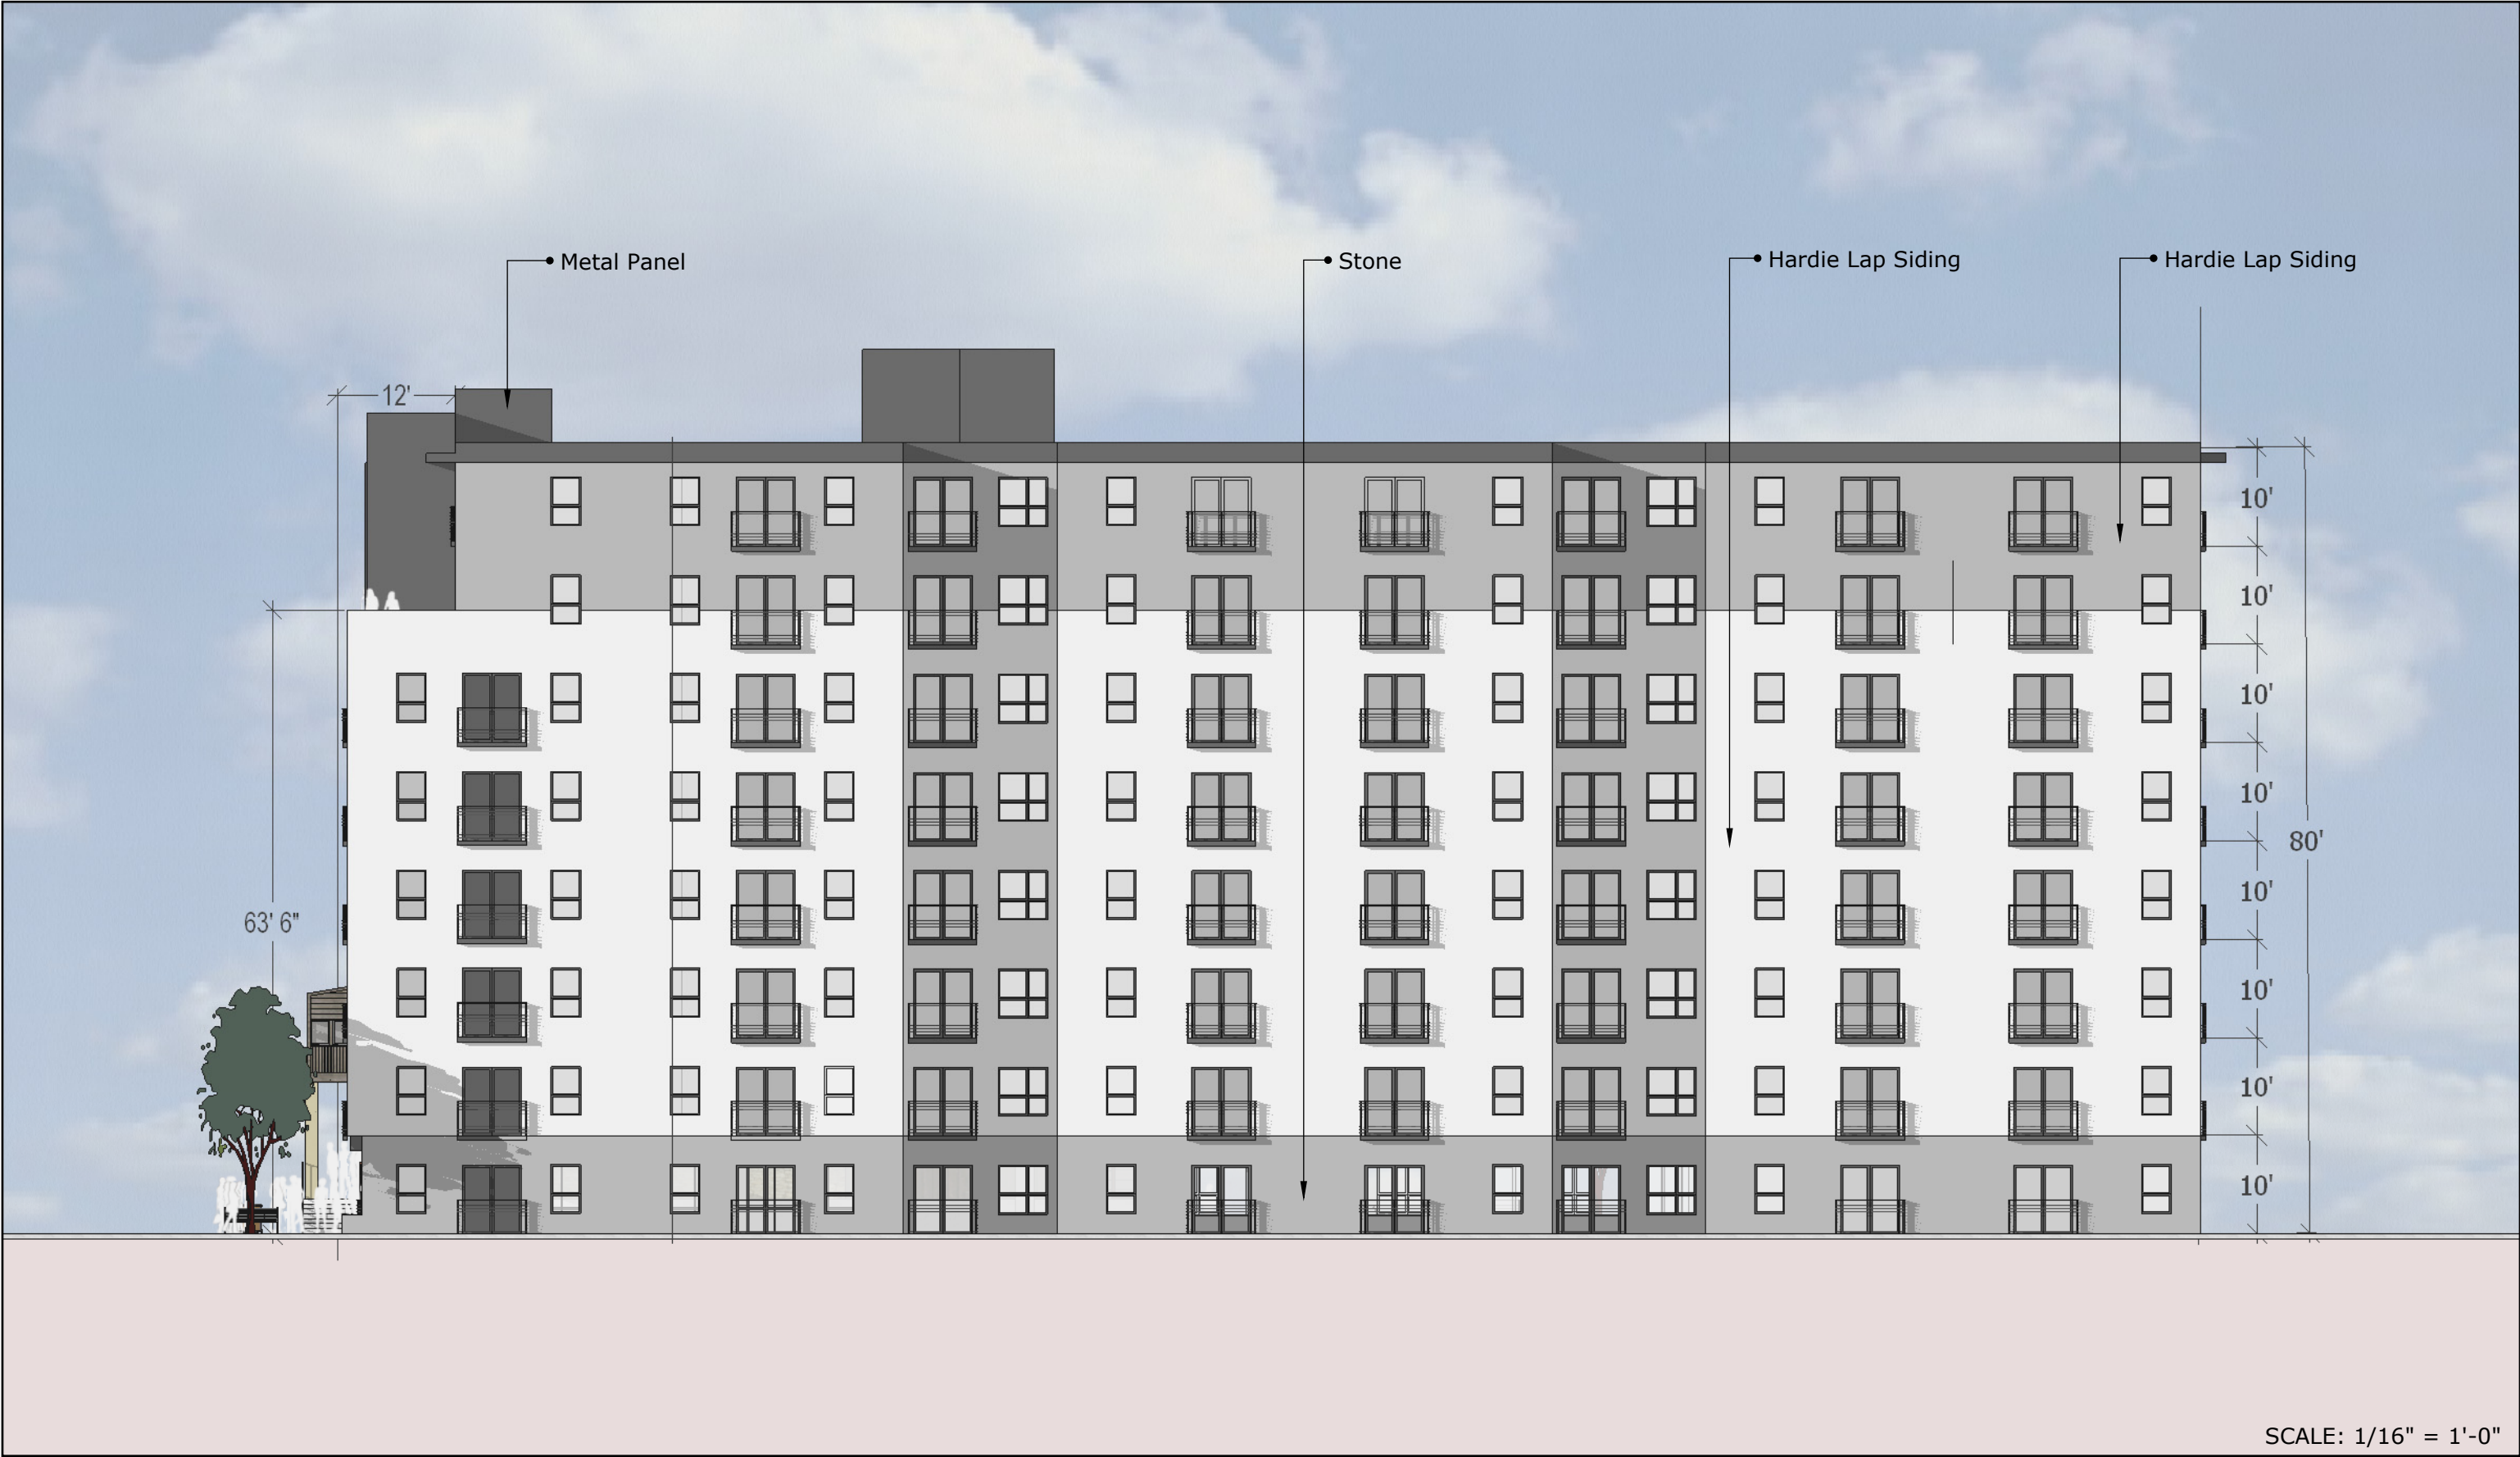 Metal Panel
Stone
Hardie Lap Siding
Hardie Lap Siding
12'
10'
10'
10'
10'
80'
10'
63' 6"
10'
10'
10'
SCALE: 1/16" = 1'-0"